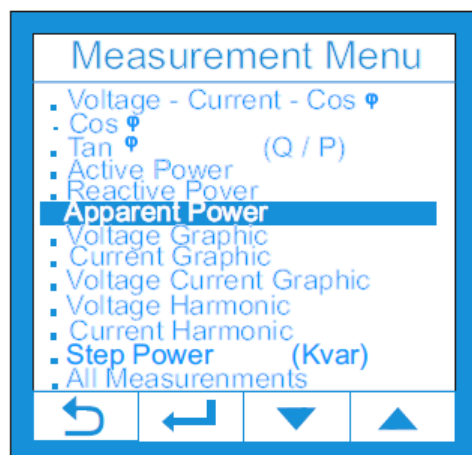 Measurement Menu
Voltage - Current - Cos φ
Cos φ
Tan φ (Q / P)
Active Power
Reactive Pover
Apparent Power
Voltage Graphic
Current Graphic
Voltage Current Graphic
Voltage Harmonic
Current Harmonic
Step Power (Kvar)
All Measurenments